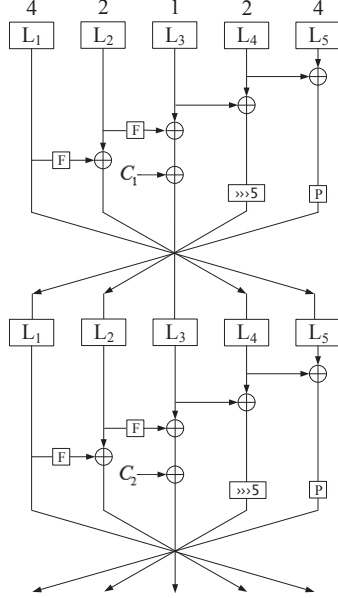 4 2 1 2 4
L₁ L₂ L₃ L₄ L₅
F
F
C₁
»»5 P
L₁ L₂ L₃ L₄ L₅
F
F
C₂
»»5 P